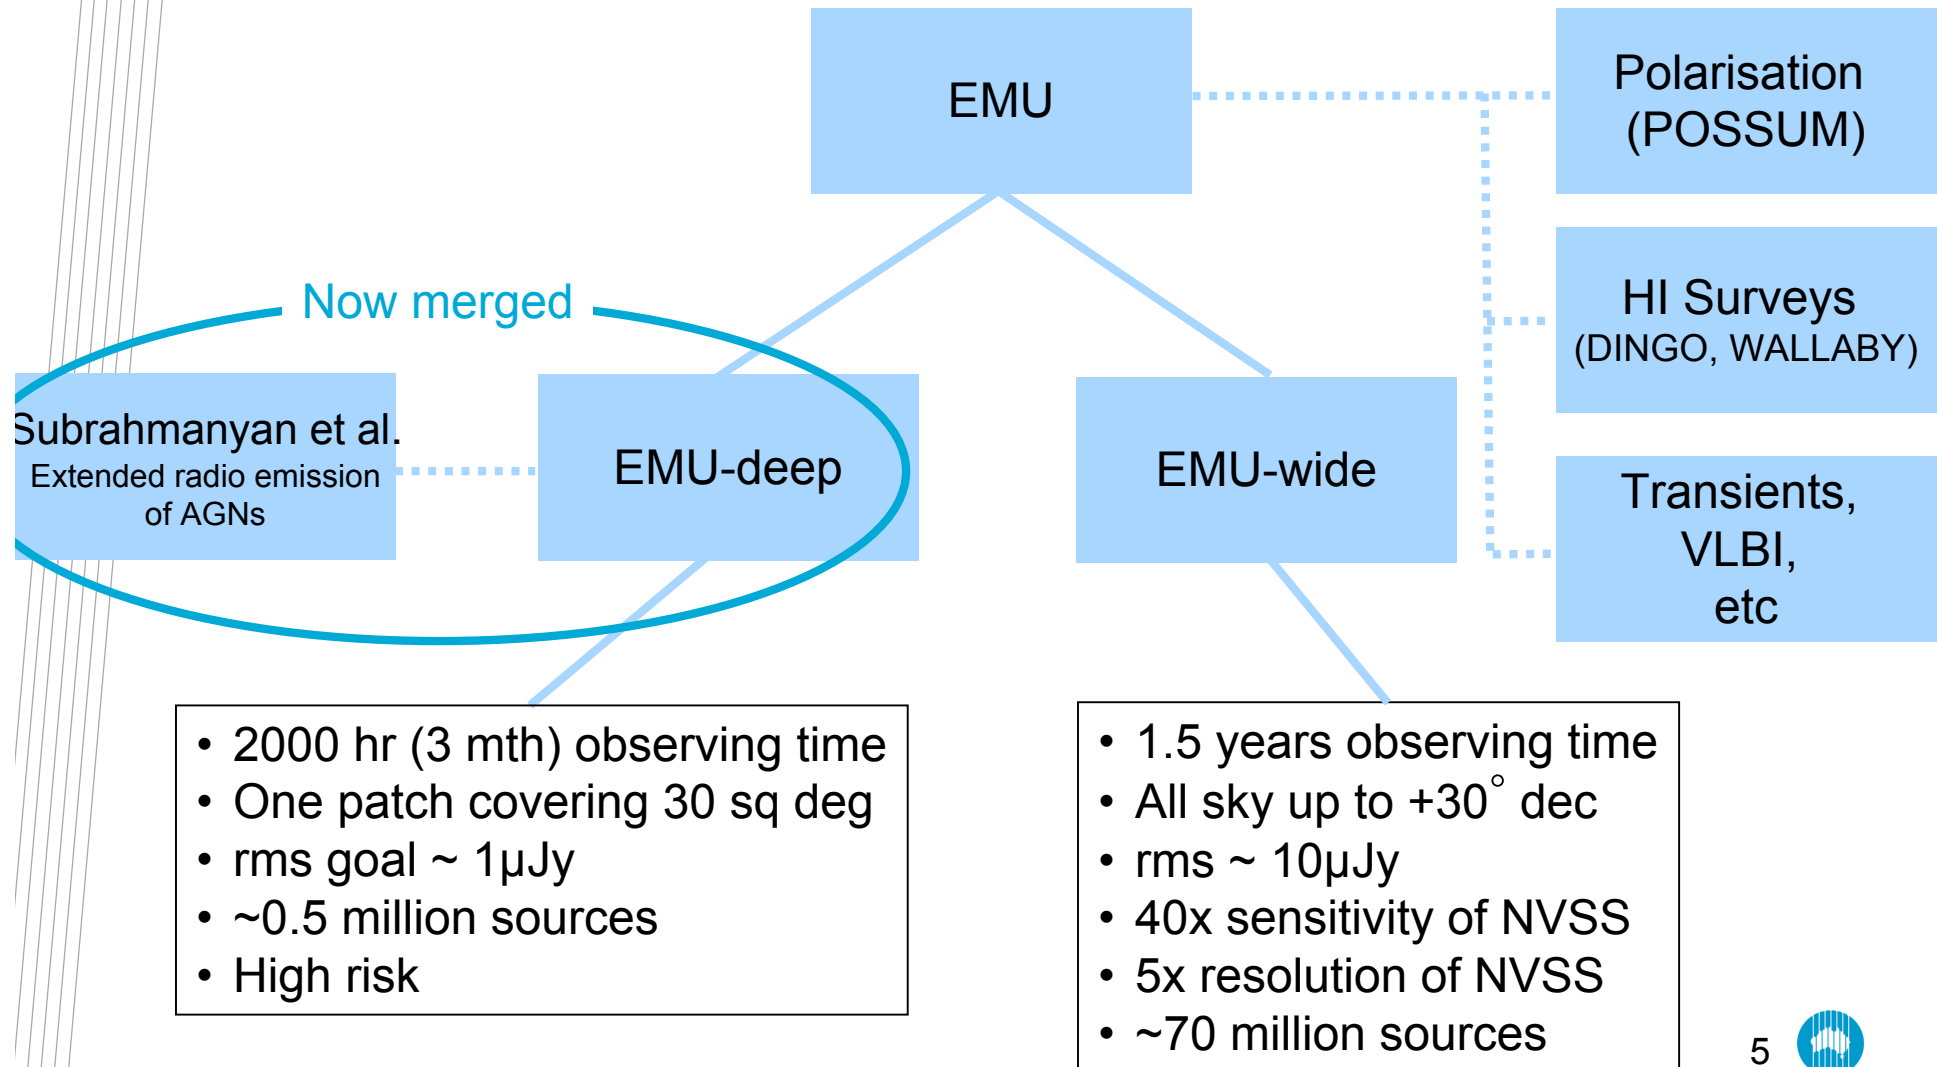 EMU
Polarisation
(POSSUM)
HI Surveys
(DINGO, WALLABY)
Transients,
VLBI,
etc
Now merged
Subrahmanyan et al.
Extended radio emission
of AGNs
EMU-deep
EMU-wide
• 2000 hr (3 mth) observing time
• One patch covering 30 sq deg
• rms goal ~ 1µJy
• ~0.5 million sources
• High risk
• 1.5 years observing time
• All sky up to +30° dec
• rms ~ 10µJy
• 40x sensitivity of NVSS
• 5x resolution of NVSS
• ~70 million sources
5